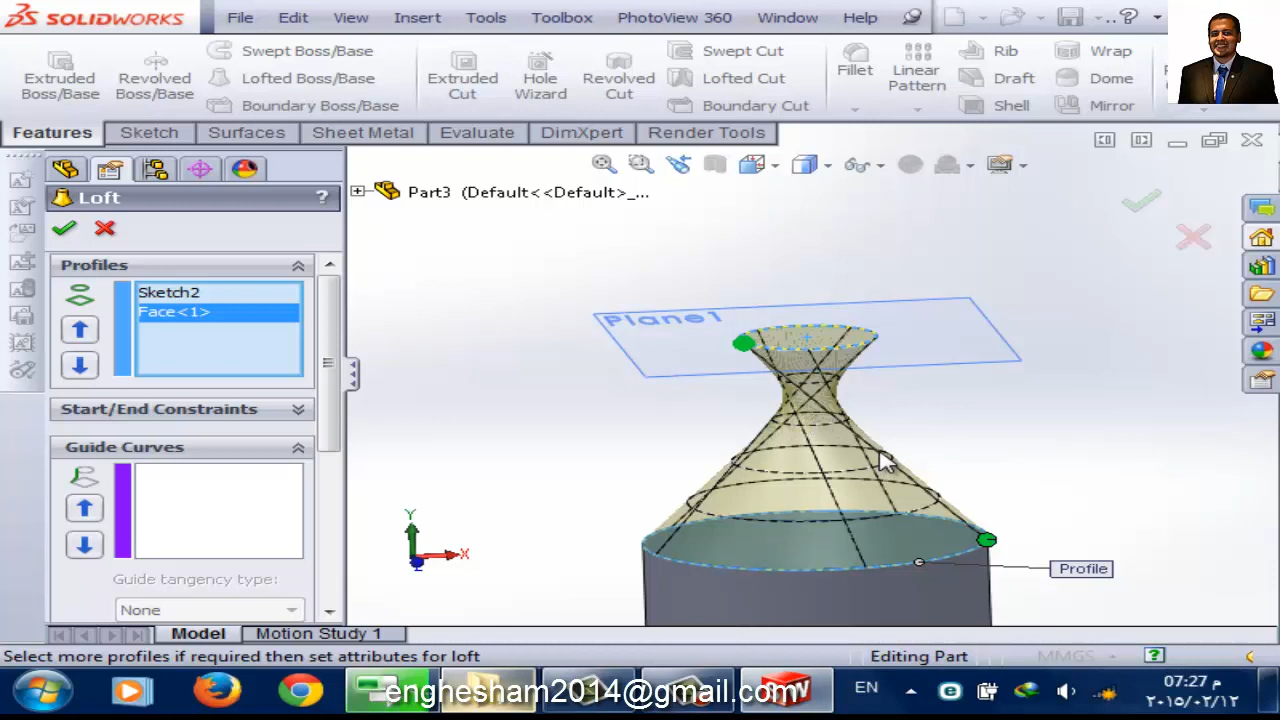 SOLIDWORKS File Edit View Insert Tools Toolbox PhotoView 360 Window Help
Extruded Boss/Base
Revolved Boss/Base
Swept Boss/Base
Lofted Boss/Base
Boundary Boss/Base
Extruded Cut
Hole Wizard
Revolved Cut
Swept Cut
Lofted Cut
Boundary Cut
Fillet
Linear Pattern
Rib
Draft
Shell
Wrap
Dome
Mirror
Features Sketch Surfaces Sheet Metal Evaluate DimXpert Render Tools
Loft ?
Part3 (Default<<Default>_...
Profiles
Sketch2
Face<1>
Start/End Constraints
Guide Curves
Guide tangency type:
None
Plane1
Profile
Y
X
Z
Model Motion Study 1
Select more profiles if required then set attributes for loft
Editing Part
MMGS
enghesham2014@gmail.com
EN
07:27 م
٢٠١٥/٠٢/١٢